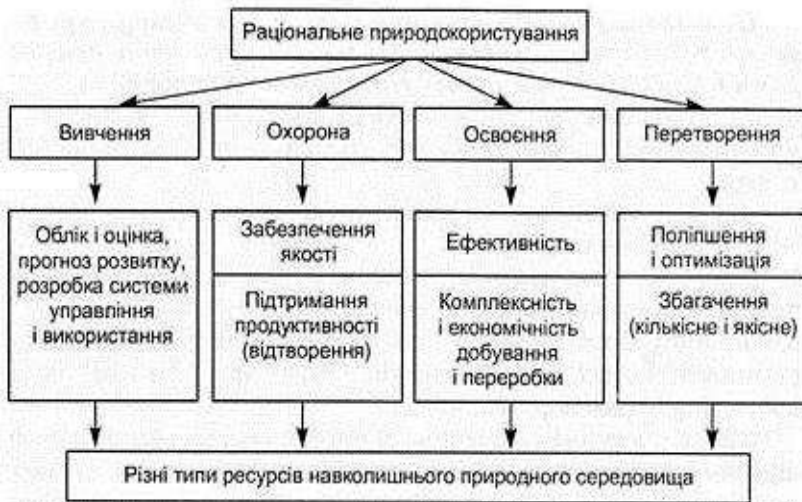 Раціональне природокористування
Вивчення
Охорона
Освоєння
Перетворення
Облік і оцінка,
прогноз розвитку,
розробка системи
управління
і використання
Забезпечення
якості
Підтримання
продуктивності
(відтворення)
Ефективність
Комплексність
і економічність
добування
і переробки
Поліпшення
і оптимізація
Збагачення
(кількісне і якісне)
Різні типи ресурсів навколишнього природного середовища